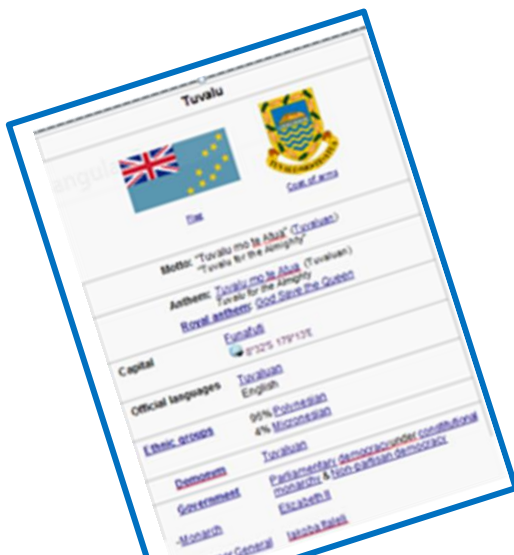 Tuvalu
Flag
Coat of arms
Motto: "Tuvalu mo te Atua" (Tuvaluan)
"Tuvalu for the Almighty"
Anthem: Tuvalu mo te Atua (Tuvaluan)
Tuvalu for the Almighty
Royal anthem: God Save the Queen
Capital Funafuti
8°32'S 179°13'E
Official languages Tuvaluan
English
Ethnic groups 96% Polynesian
4% Micronesian
Demonym Tuvaluan
Government Parliamentary democracy under constitutional
monarchy & Non-partisan democracy
-Monarch Elizabeth II
General Iakoba Italeli